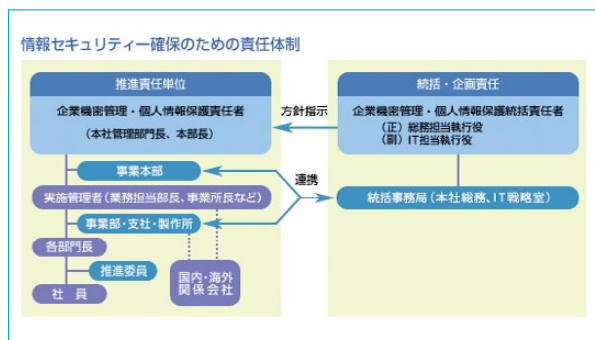 情報セキュリティー確保のための責任体制
推進責任単位
企業機密管理・個人情報保護責任者
(本社管理部門長、本部長)
方針指示
統括・企画責任
企業機密管理・個人情報保護統括責任者
(正) 総務担当執行役
(副) IT担当執行役
事業本部
連携
実施管理者(業務担当部長、事業所長など)
統括事務局(本社総務、IT戦略室)
事業部・支社・製作所
各部門長
推進委員
国内・海外
関係会社
社 員